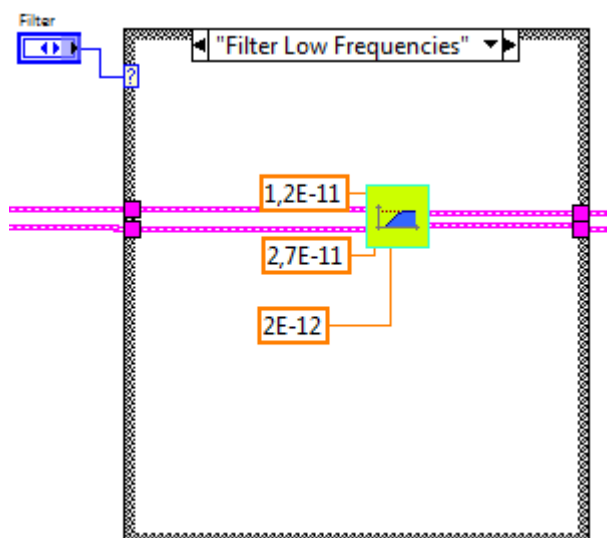 Filter
"Filter Low Frequencies"
?
1,2E-11
2,7E-11
2E-12